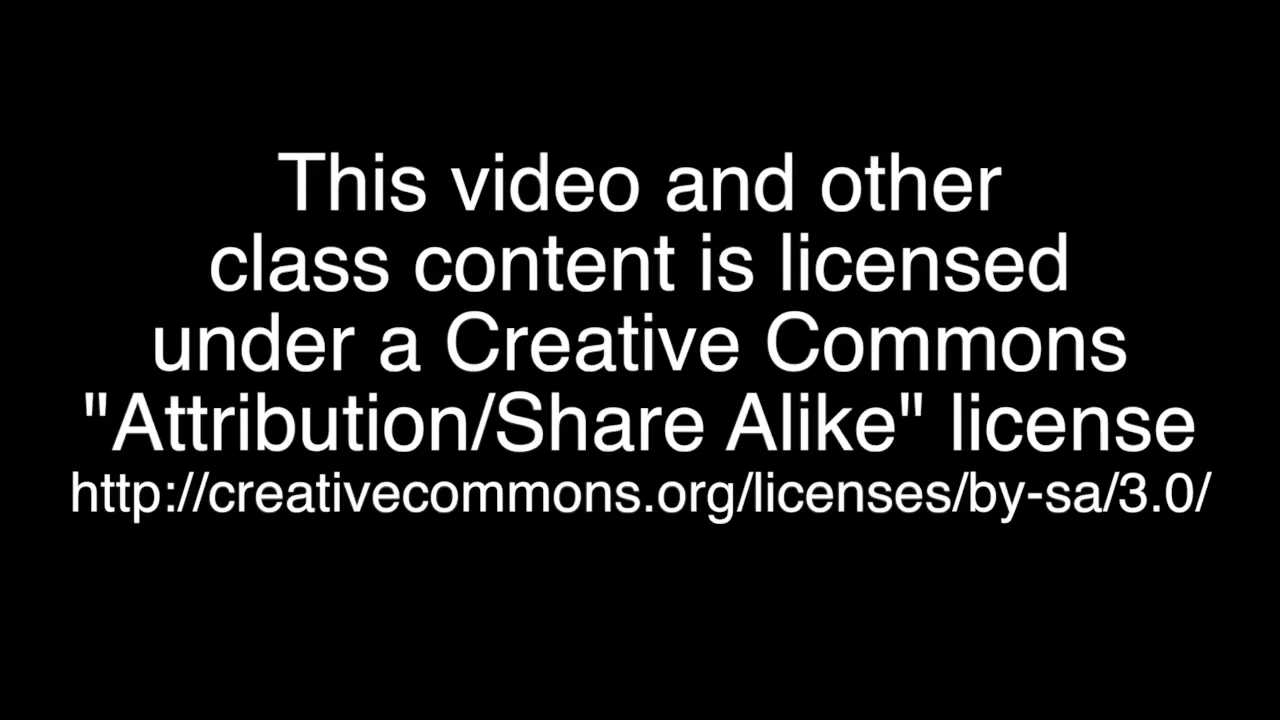 This video and other
class content is licensed
under a Creative Commons
"Attribution/Share Alike" license
http://creativecommons.org/licenses/by-sa/3.0/